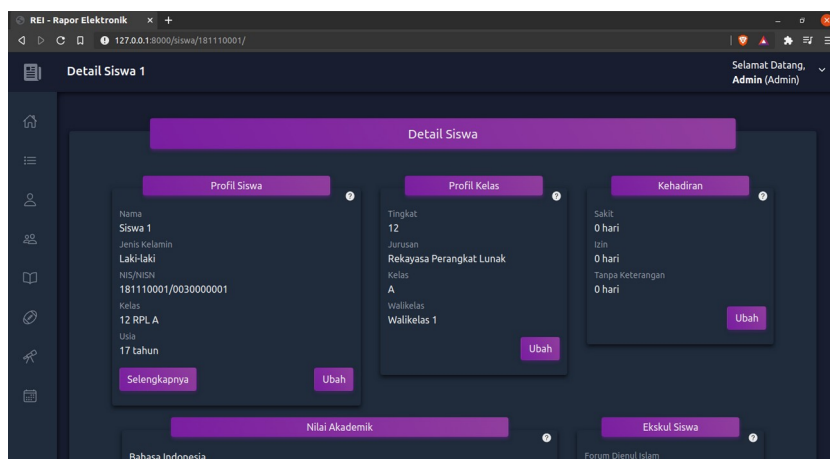 REI - Rapor Elektronik
127.0.0.1:8000/siswa/181110001/
Detail Siswa 1
Selamat Datang,
Admin (Admin)
Detail Siswa
Profil Siswa
Nama
Siswa 1
Jenis Kelamin
Laki-laki
NIS/NISN
181110001/0030000001
Kelas
12 RPL A
Usia
17 tahun
Selengkapnya
Ubah
Profil Kelas
Tingkat
12
Jurusan
Rekayasa Perangkat Lunak
Kelas
A
Walikelas
Walikelas 1
Ubah
Kehadiran
Sakit
0 hari
Izin
0 hari
Tanpa Keterangan
0 hari
Ubah
Nilai Akademik
Bahasa Indonesia
Ekskul Siswa
Forum Dienul Islam